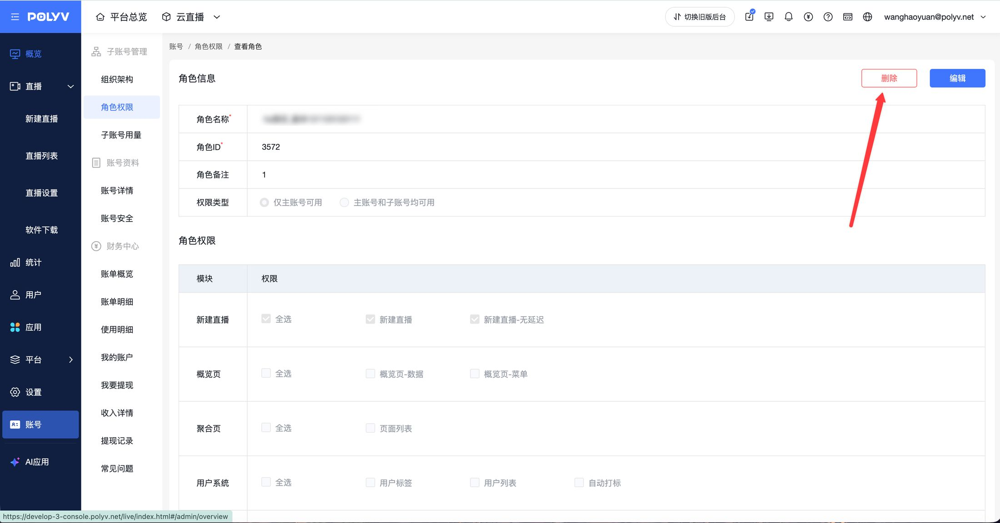 POLYV
平台总览
云直播
切换旧版后台
wanghaoyuan@polyv.net
概览
直播
新建直播
直播列表
直播设置
软件下载
统计
用户
应用
平台
设置
账号
AI应用
子账号管理
组织架构
角色权限
子账号用量
账号资料
账号详情
账号安全
财务中心
账单概览
账单明细
使用明细
我的账户
我要提现
收入详情
提现记录
常见问题
账号 / 角色权限 / 查看角色
角色信息
删除
编辑
角色名称*
角色ID* 3572
角色备注 1
权限类型 仅主账号可用 主账号和子账号均可用
角色权限
模块 权限
新建直播 全选 新建直播 新建直播-无延迟
概览页 全选 概览页-数据 概览页-菜单
聚合页 全选 页面列表
用户系统 全选 用户标签 用户列表 自动打标
https://develop-3-console.polyv.net/live/index.html#/admin/overview